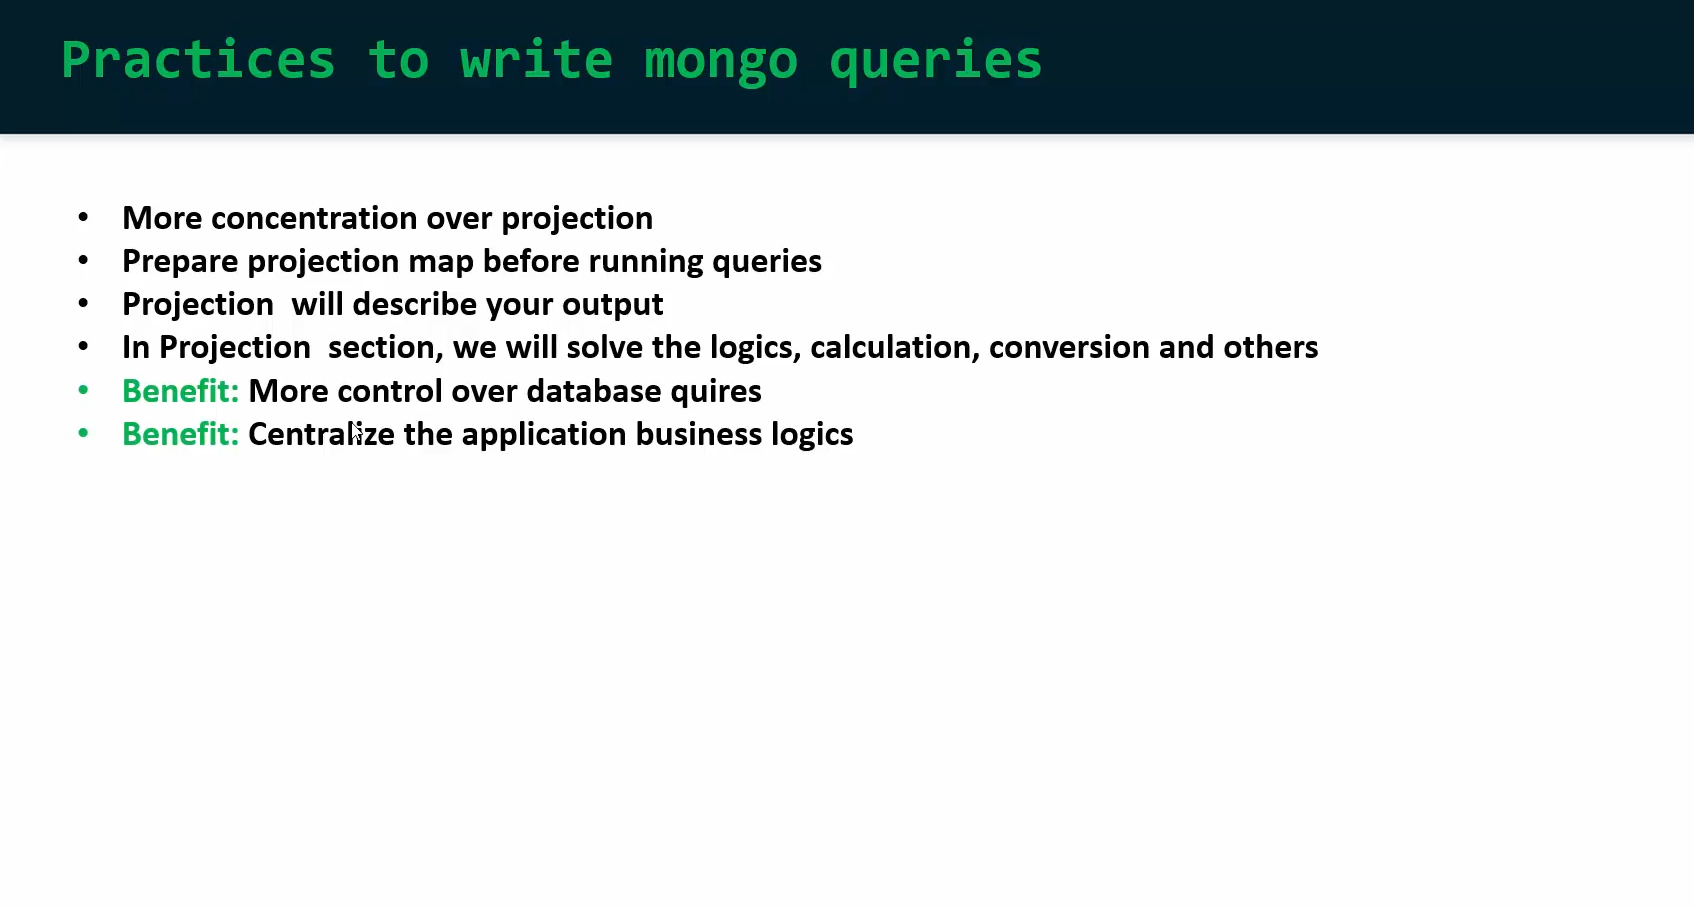 Practices to write mongo queries
• More concentration over projection
• Prepare projection map before running queries
• Projection  will describe your output
• In Projection  section, we will solve the logics, calculation, conversion and others
• Benefit: More control over database quires
• Benefit: Centralize the application business logics